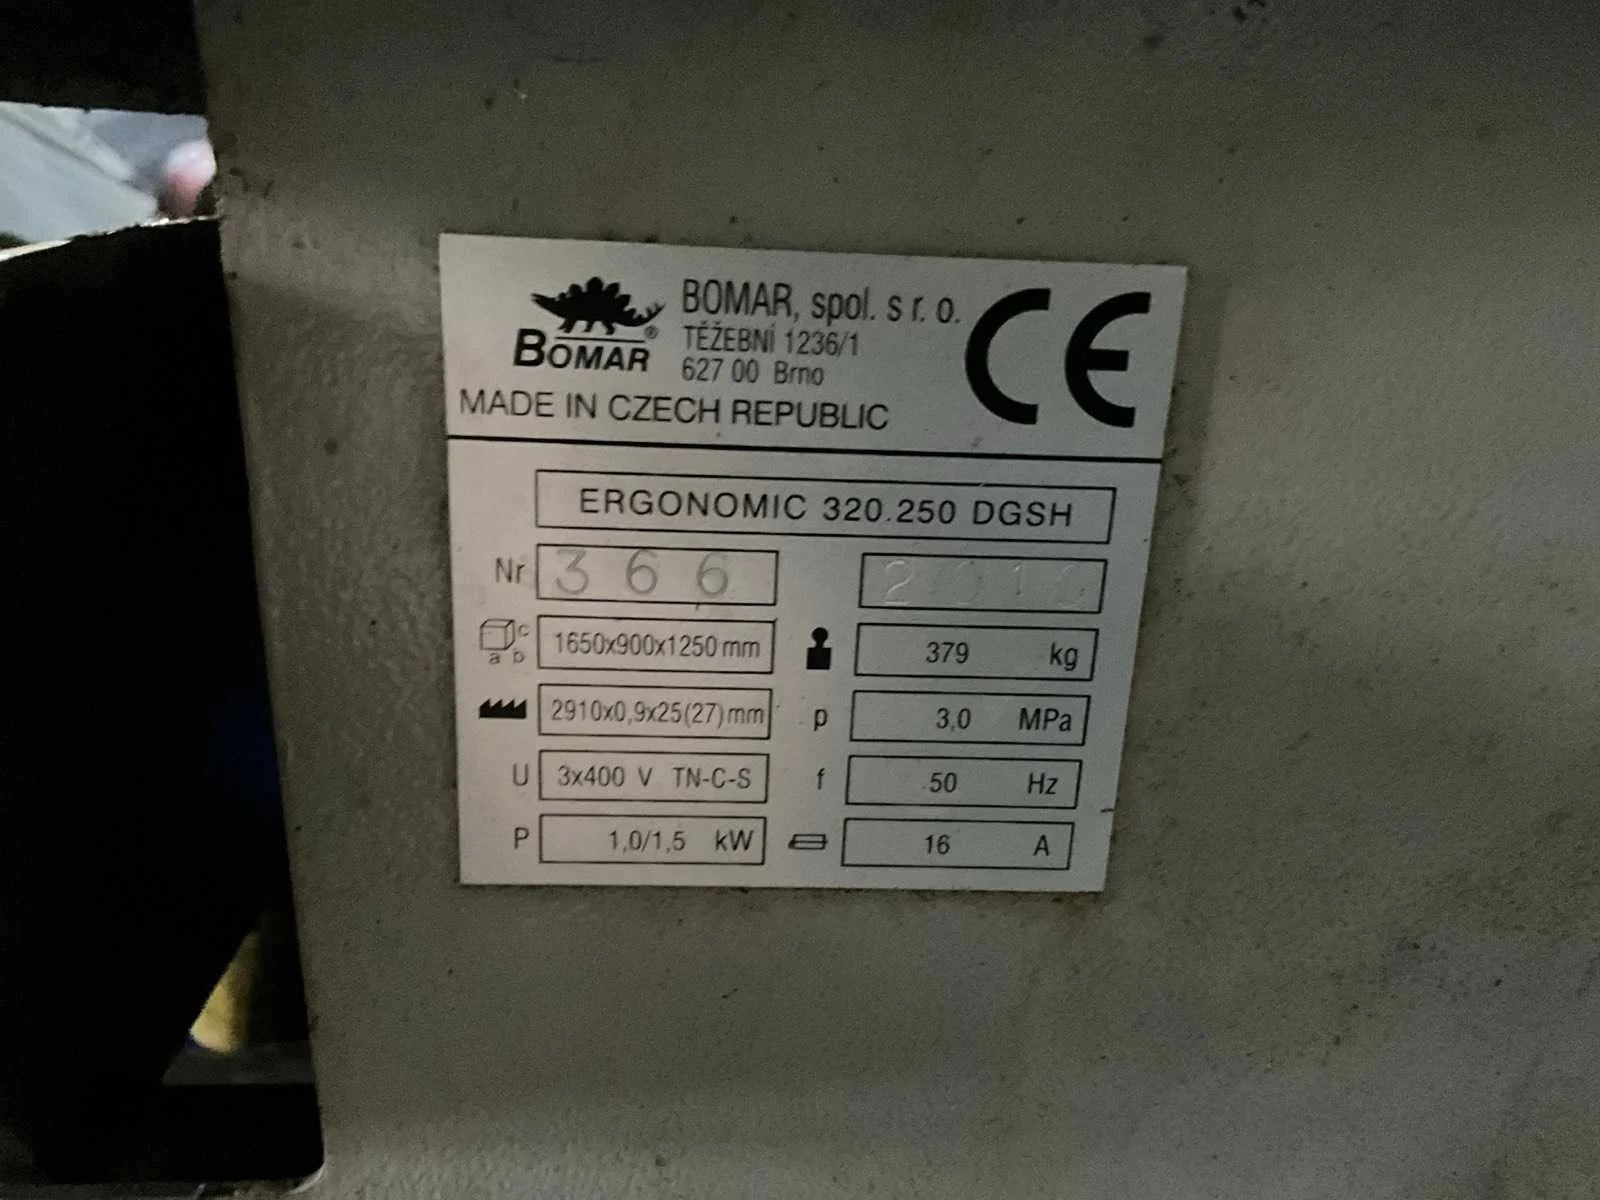 BOMAR®
BOMAR, spol. s r. o.
TĚŽEBNÍ 1236/1
627 00 Brno
MADE IN CZECH REPUBLIC
CE
ERGONOMIC 320.250 DGSH
Nr 366 2010
c
a b
1650x900x1250 mm 379 kg
2910x0,9x25(27) mm p 3,0 MPa
U 3x400 V TN-C-S f 50 Hz
P 1,0/1,5 kW 16 A